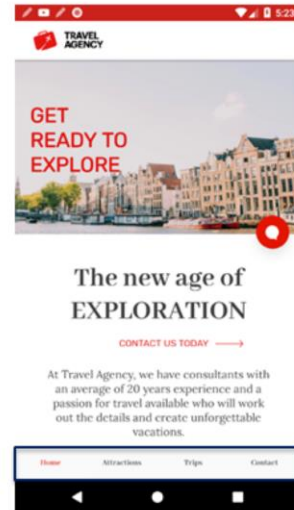 5:23
TRAVEL
AGENCY
GET
READY TO
EXPLORE
The new age of
EXPLORATION
CONTACT US TODAY
At Travel Agency, we have consultants with
an average of 20 years experience and a
passion for travel available who will work
out the details and create unforgettable
vacations.
Home Attractions Trips Contact